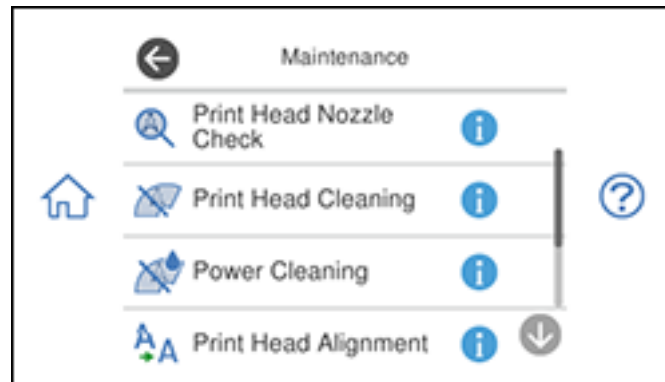 Maintenance
Print Head Nozzle
Check
Print Head Cleaning
Power Cleaning
Print Head Alignment